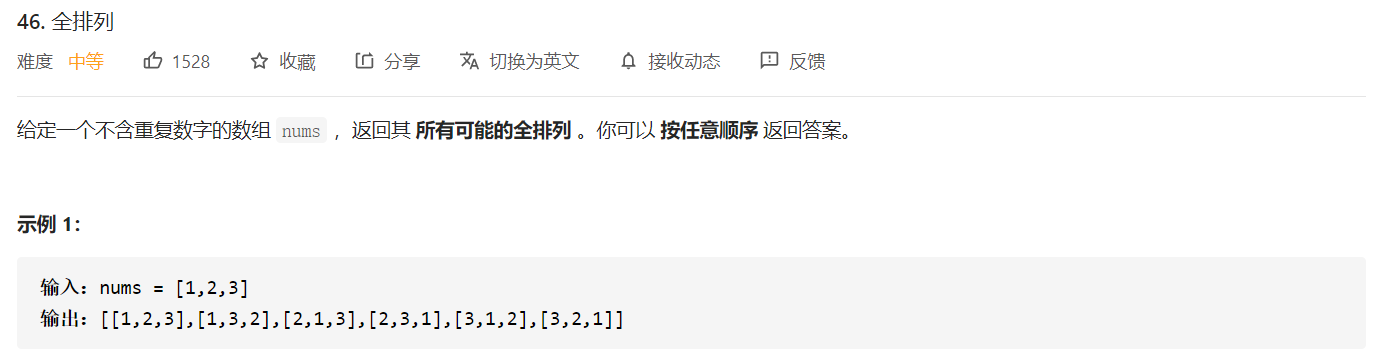 46. 全排列
难度 中等 1528 收藏 分享 切换为英文 接收动态 反馈
给定一个不含重复数字的数组 nums ，返回其 所有可能的全排列 。你可以 按任意顺序 返回答案。
示例 1：
输入：nums = [1,2,3]
输出：[[1,2,3],[1,3,2],[2,1,3],[2,3,1],[3,1,2],[3,2,1]]